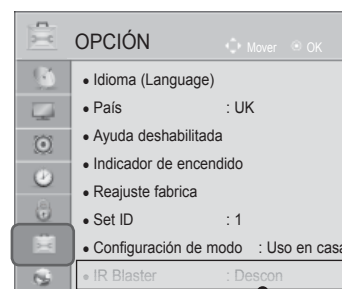 OPCIÓN Mover OK
• Idioma (Language)
• País : UK
• Ayuda deshabilitada
• Indicador de encendido
• Reajuste fabrica
• Set ID : 1
• Configuración de modo : Uso en casa
• IR Blaster : Descon